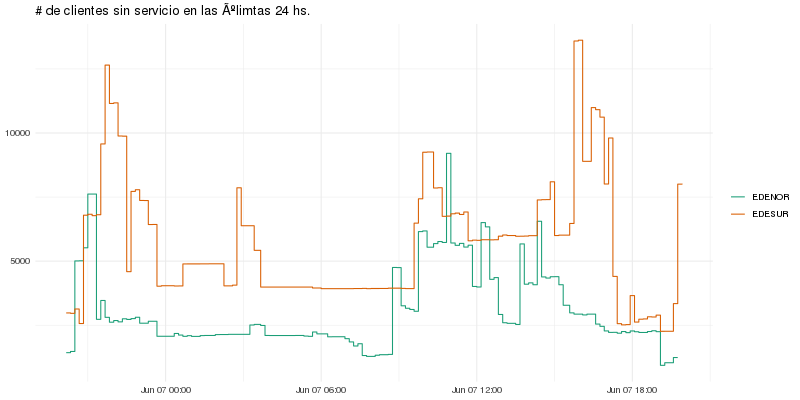 # de clientes sin servicio en las Ãºlimtas 24 hs.
10000
5000
EDENOR
EDESUR
Jun 07 00:00 Jun 07 06:00 Jun 07 12:00 Jun 07 18:00